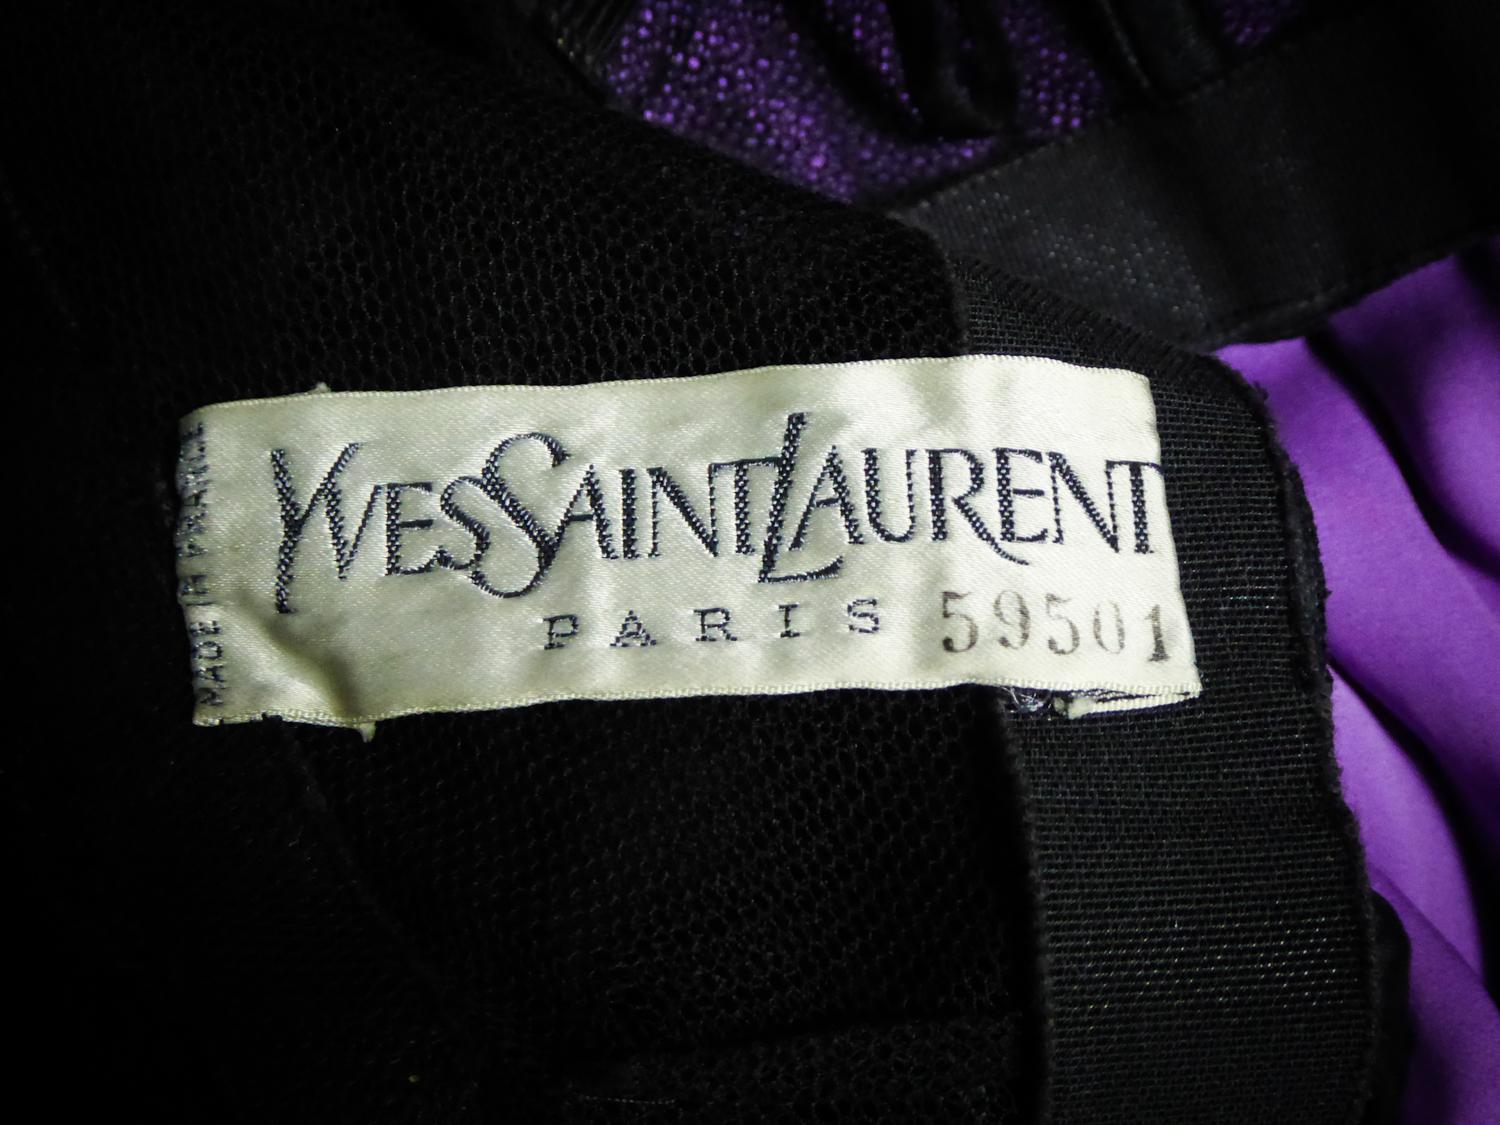 YVES SAINT LAURENT
PARIS 59501
MADE IN FRANCE